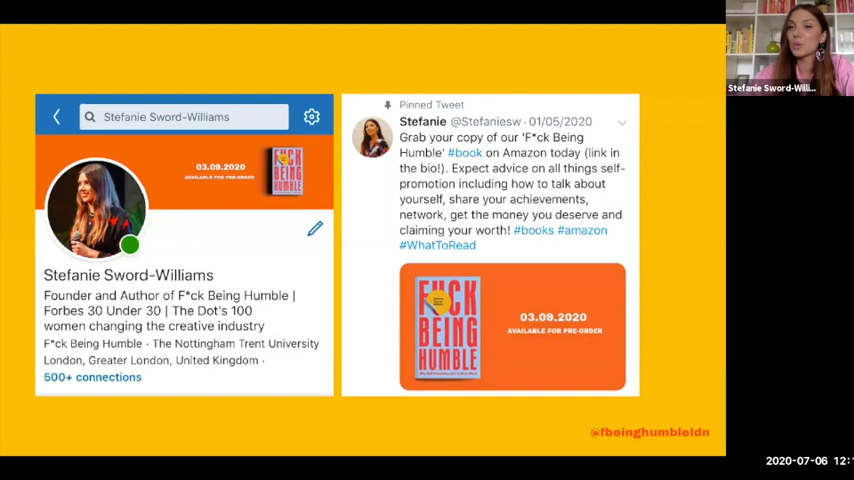 Stefanie Sword-Willi...
Stefanie Sword-Williams
03.09.2020
AVAILABLE FOR PRE-ORDER
F*CK
BEING
HUMBLE
Stefanie Sword-Williams
Founder and Author of F*ck Being Humble |
Forbes 30 Under 30 | The Dot's 100
women changing the creative industry
F*ck Being Humble · The Nottingham Trent University
London, Greater London, United Kingdom ·
500+ connections
Pinned Tweet
Stefanie @Stefaniesw · 01/05/2020
Grab your copy of our 'F*ck Being
Humble' #book on Amazon today (link in
the bio!). Expect advice on all things self-
promotion including how to talk about
yourself, share your achievements,
network, get the money you deserve and
claiming your worth! #books #amazon
#WhatToRead
BEING
HUMBLE
03.09.2020
AVAILABLE FOR PRE-ORDER
@fbeinghumbleldn
2020-07-06 12:1